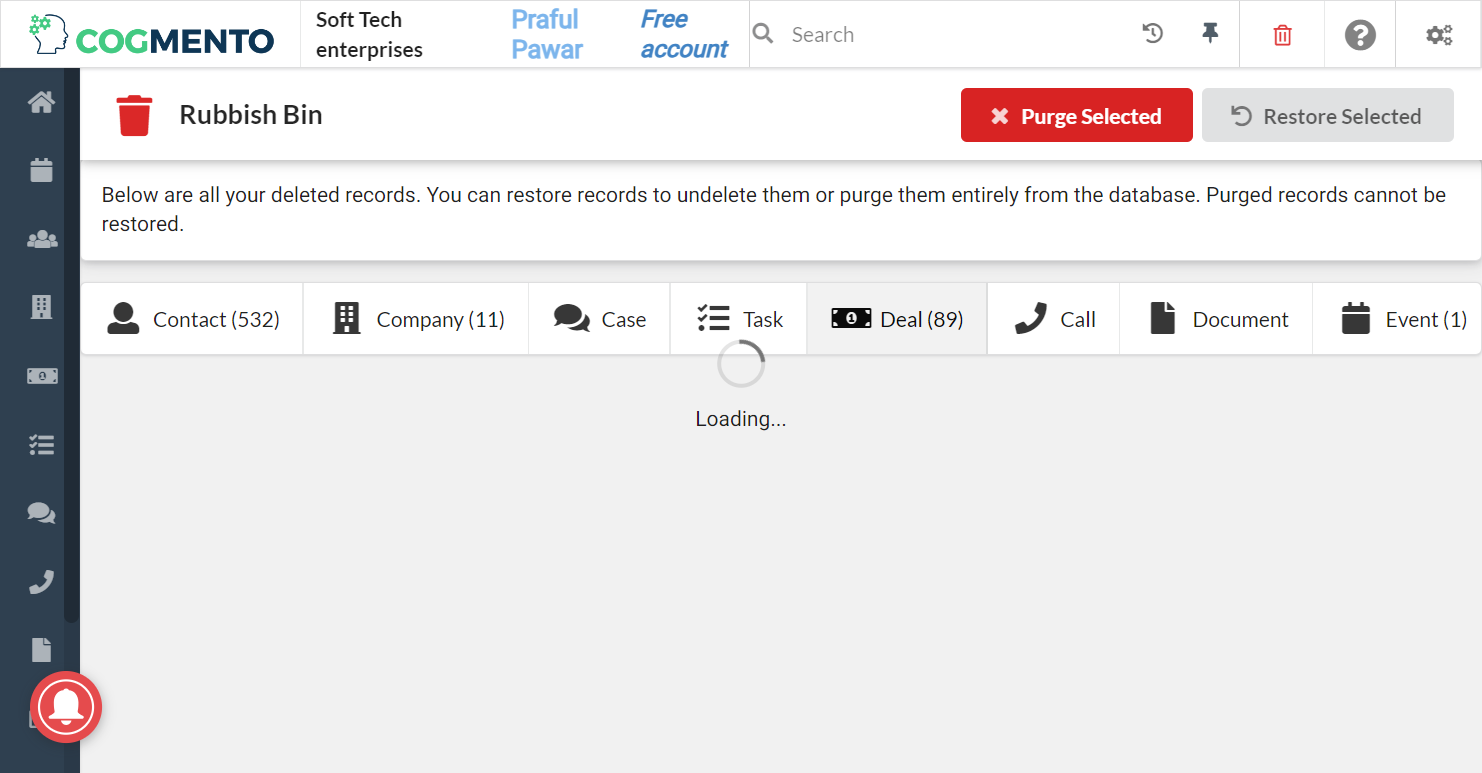 COGMENTO
Soft Tech
enterprises
Praful
Pawar
Free
account
Search
Rubbish Bin
Purge Selected
Restore Selected
Below are all your deleted records. You can restore records to undelete them or purge them entirely from the database. Purged records cannot be
restored.
Contact (532)
Company (11)
Case
Task
Deal (89)
Call
Document
Event (1)
Loading...